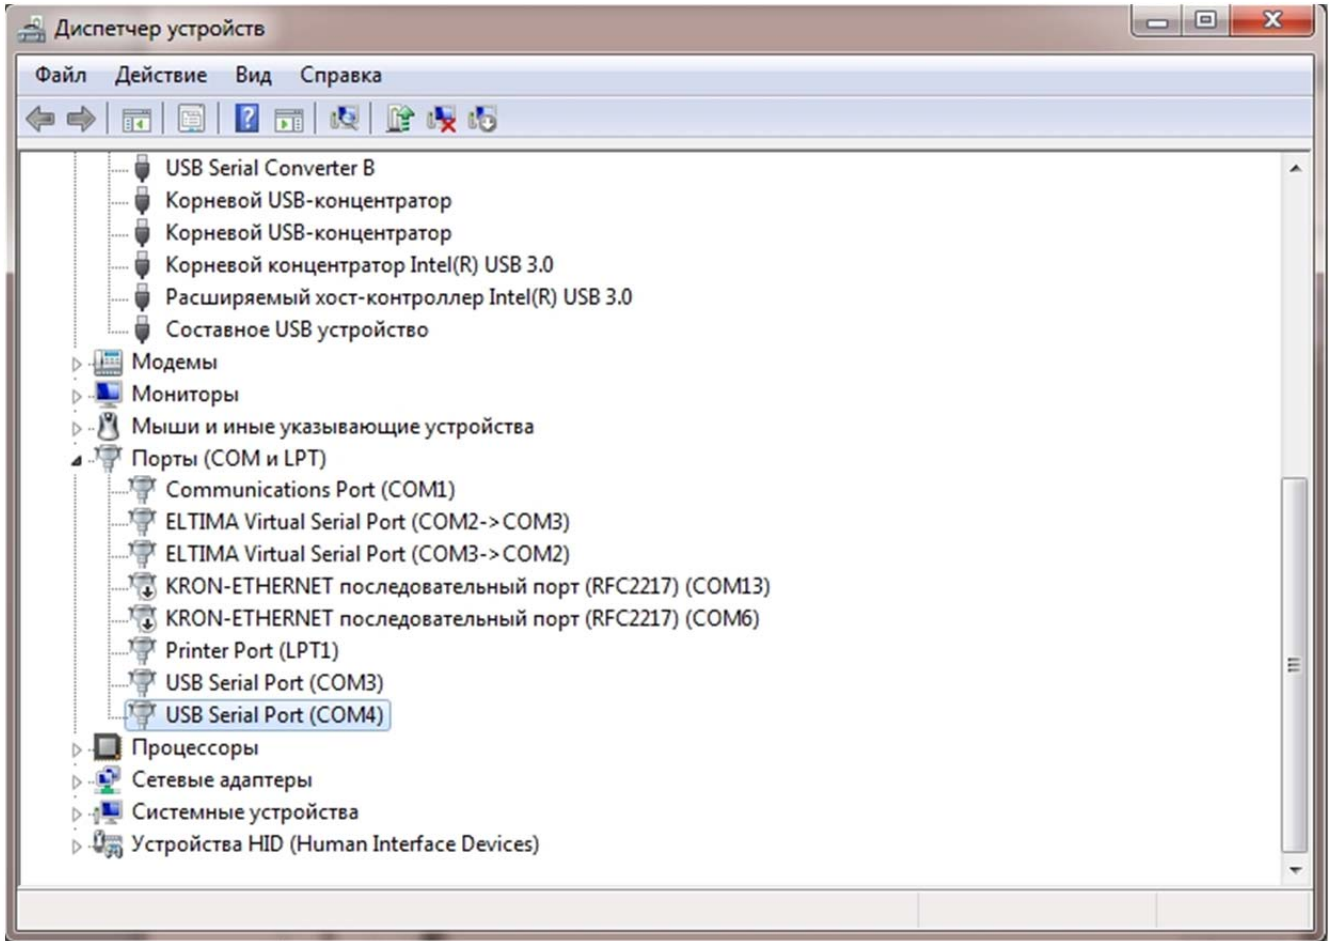 Диспетчер устройств
Файл Действие Вид Справка
USB Serial Converter B
Корневой USB-концентратор
Корневой USB-концентратор
Корневой концентратор Intel(R) USB 3.0
Расширяемый хост-контроллер Intel(R) USB 3.0
Составное USB устройство
Модемы
Мониторы
Мыши и иные указывающие устройства
Порты (COM и LPT)
Communications Port (COM1)
ELTIMA Virtual Serial Port (COM2->COM3)
ELTIMA Virtual Serial Port (COM3->COM2)
KRON-ETHERNET последовательный порт (RFC2217) (COM13)
KRON-ETHERNET последовательный порт (RFC2217) (COM6)
Printer Port (LPT1)
USB Serial Port (COM3)
USB Serial Port (COM4)
Процессоры
Сетевые адаптеры
Системные устройства
Устройства HID (Human Interface Devices)